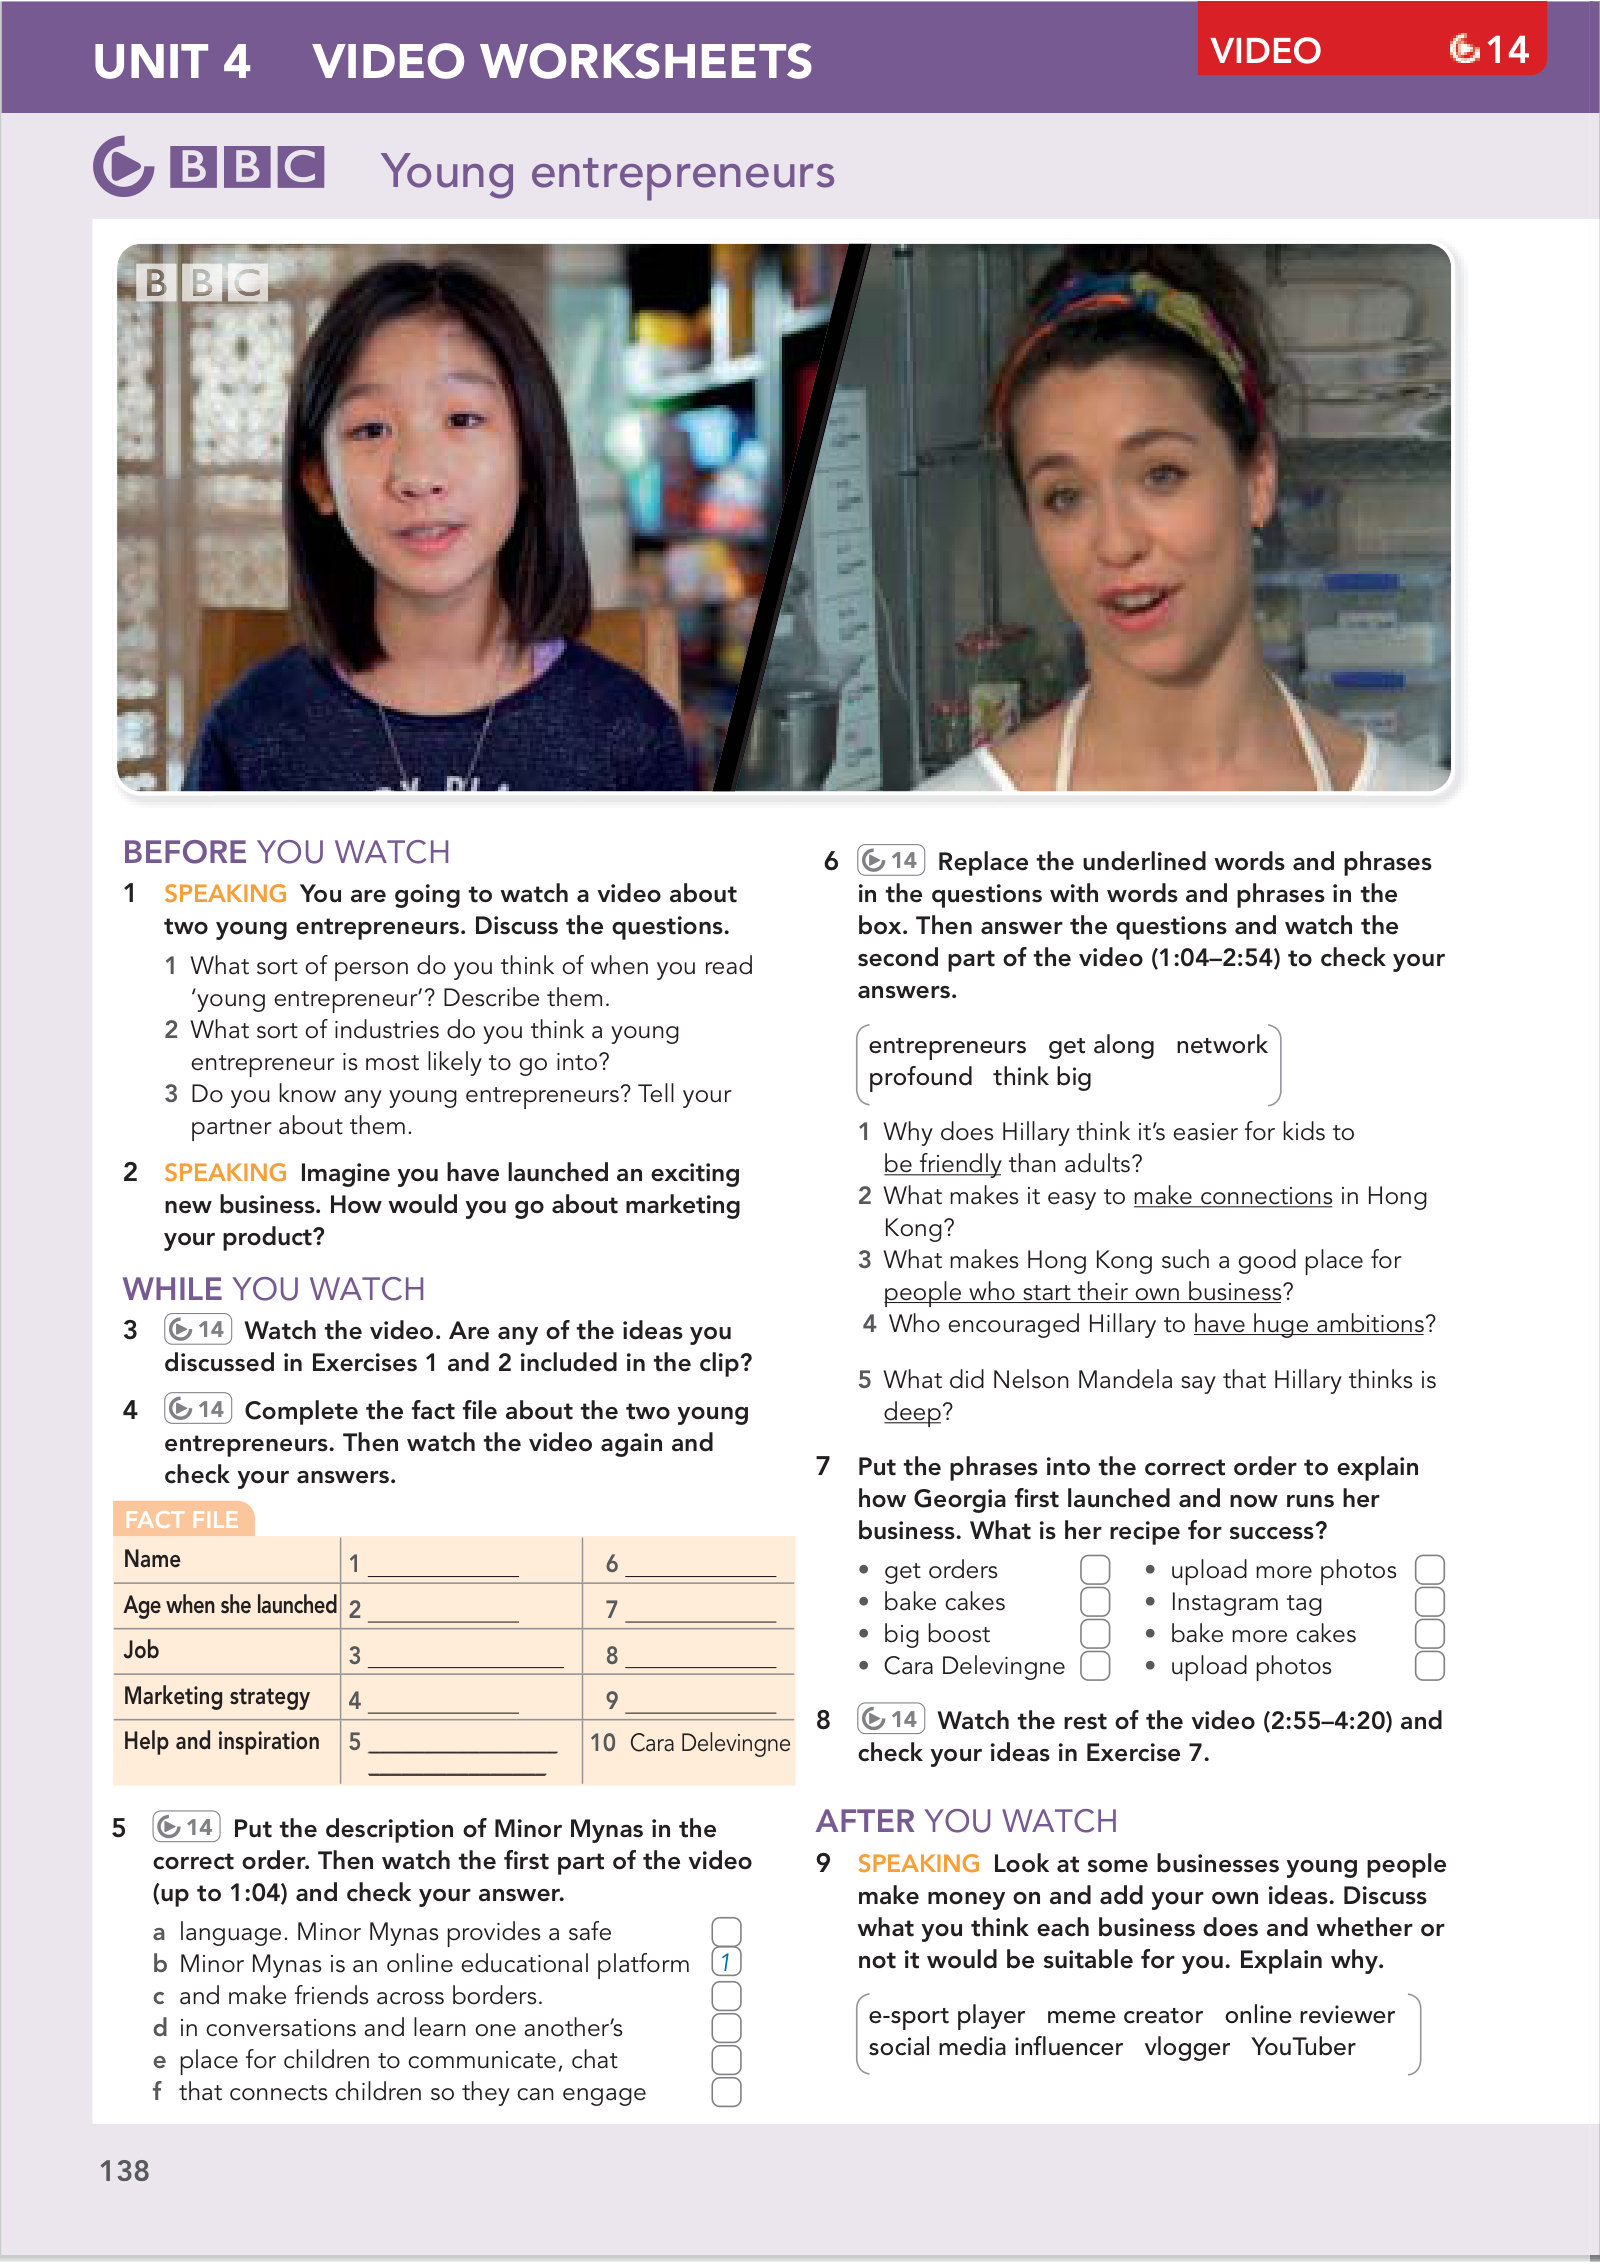 UNIT 4 VIDEO WORKSHEETS
VIDEO 14
BBC Young entrepreneurs
BBC
BEFORE YOU WATCH
1 SPEAKING You are going to watch a video about
two young entrepreneurs. Discuss the questions.
1 What sort of person do you think of when you read
‘young entrepreneur’? Describe them.
2 What sort of industries do you think a young
entrepreneur is most likely to go into?
3 Do you know any young entrepreneurs? Tell your
partner about them.
2 SPEAKING Imagine you have launched an exciting
new business. How would you go about marketing
your product?
WHILE YOU WATCH
3 14 Watch the video. Are any of the ideas you
discussed in Exercises 1 and 2 included in the clip?
4 14 Complete the fact file about the two young
entrepreneurs. Then watch the video again and
check your answers.
FACT FILE
Name 1 ____________ 6 ____________
Age when she launched 2 ____________ 7 ____________
Job 3 ________________ 8 ____________
Marketing strategy 4 ____________ 9 ____________
Help and inspiration 5 _______________ 10 Cara Delevingne
______________
5 14 Put the description of Minor Mynas in the
correct order. Then watch the first part of the video
(up to 1:04) and check your answer.
a language. Minor Mynas provides a safe
b Minor Mynas is an online educational platform 1
c and make friends across borders.
d in conversations and learn one another’s
e place for children to communicate, chat
f that connects children so they can engage
6 14 Replace the underlined words and phrases
in the questions with words and phrases in the
box. Then answer the questions and watch the
second part of the video (1:04–2:54) to check your
answers.
entrepreneurs get along network
profound think big
1 Why does Hillary think it’s easier for kids to
be friendly than adults?
2 What makes it easy to make connections in Hong
Kong?
3 What makes Hong Kong such a good place for
people who start their own business?
4 Who encouraged Hillary to have huge ambitions?
5 What did Nelson Mandela say that Hillary thinks is
deep?
7 Put the phrases into the correct order to explain
how Georgia first launched and now runs her
business. What is her recipe for success?
• get orders • upload more photos
• bake cakes • Instagram tag
• big boost • bake more cakes
• Cara Delevingne • upload photos
8 14 Watch the rest of the video (2:55–4:20) and
check your ideas in Exercise 7.
AFTER YOU WATCH
9 SPEAKING Look at some businesses young people
make money on and add your own ideas. Discuss
what you think each business does and whether or
not it would be suitable for you. Explain why.
e-sport player meme creator online reviewer
social media influencer vlogger YouTuber
138